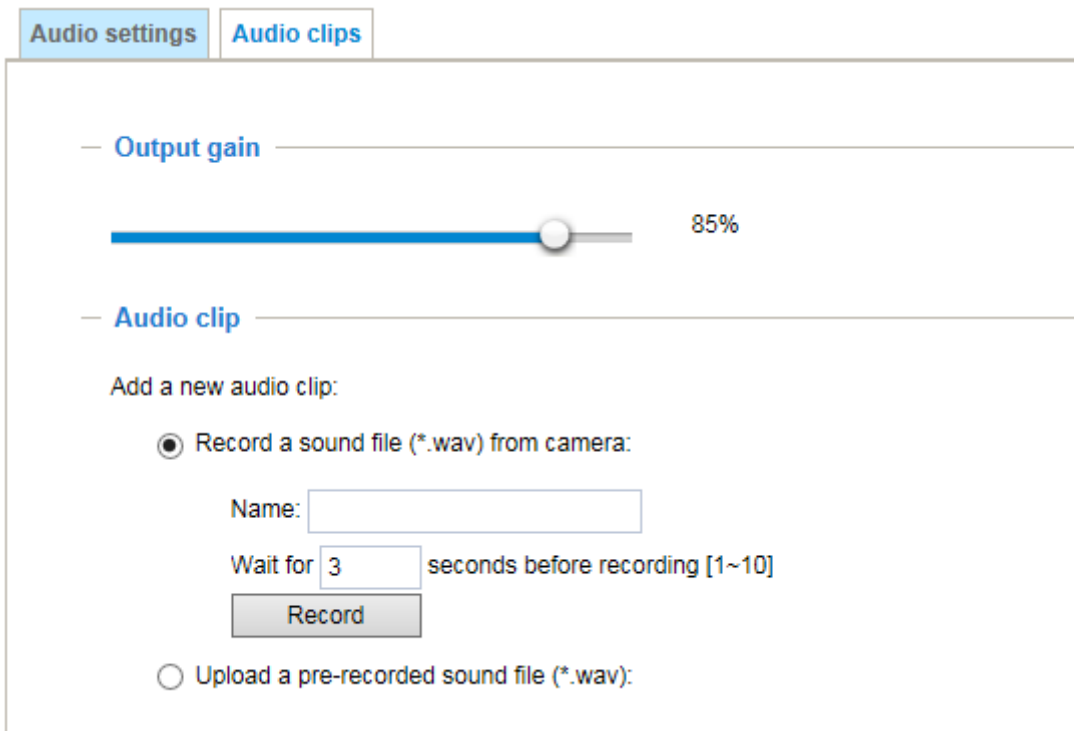 Audio settings Audio clips
Output gain
85%
Audio clip
Add a new audio clip:
Record a sound file (*.wav) from camera:
Name:
Wait for 3 seconds before recording [1~10]
Record
Upload a pre-recorded sound file (*.wav):